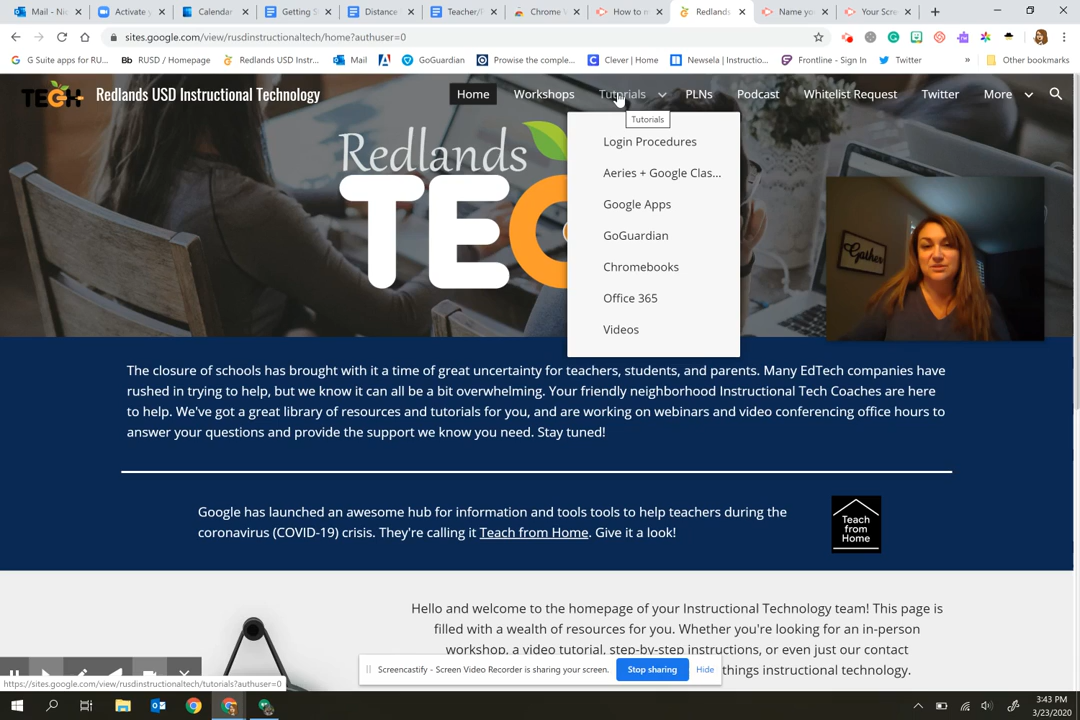 Mail - Nic
Activate y
Calendar
Getting S
Distance
Teacher/
Chrome W
How to m
Redlands
Name yo
Your Scre
sites.google.com/view/rusdinstructionaltech/home?authuser=0
G Suite apps for RU...
Bb RUSD / Homepage
Redlands USD Instr...
Mail
GoGuardian
Prowise the comple...
Clever | Home
Newsela | Instructio...
Frontline - Sign In
Twitter
»
Other bookmarks
TECH
Redlands USD Instructional Technology
Home
Workshops
Tutorials
PLNs
Podcast
Whitelist Request
Twitter
More
Tutorials
Login Procedures
Aeries + Google Clas...
Google Apps
GoGuardian
Chromebooks
Office 365
Videos
Redlands
TEC
Gather
The closure of schools has brought with it a time of great uncertainty for teachers, students, and parents. Many EdTech companies have
rushed in trying to help, but we know it can all be a bit overwhelming. Your friendly neighborhood Instructional Tech Coaches are here
to help. We've got a great library of resources and tutorials for you, and are working on webinars and video conferencing office hours to
answer your questions and provide the support we know you need. Stay tuned!
Google has launched an awesome hub for information and tools tools to help teachers during the
coronavirus (COVID-19) crisis. They're calling it Teach from Home. Give it a look!
Teach
from
Home
Hello and welcome to the homepage of your Instructional Technology team! This page is
filled with a wealth of resources for you. Whether you're looking for an in-person
workshop, a video tutorial, step-by-step instructions, or even just our contact
things instructional technology.
Screencastify - Screen Video Recorder is sharing your screen.
Stop sharing
Hide
https://sites.google.com/view/rusdinstructionaltech/tutorials?authuser=0
3:43 PM
3/23/2020